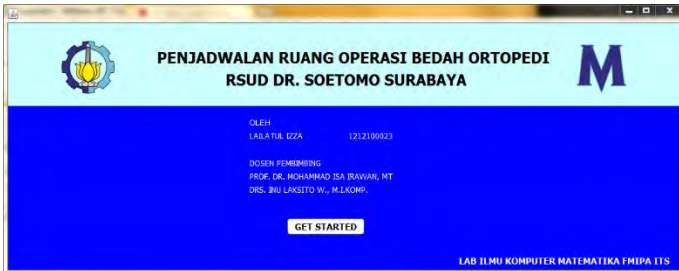 PENJADWALAN RUANG OPERASI BEDAH ORTOPEDI
RSUD DR. SOETOMO SURABAYA
M
OLEH
LAILATUL IZZA 1212100023
DOSEN PEMBIMBING
PROF. DR. MOHAMMAD ISA IRAWAN, MT
DRS. INU LAKSITO W., M.I.KOMP.
GET STARTED
LAB ILMU KOMPUTER MATEMATIKA FMIPA ITS